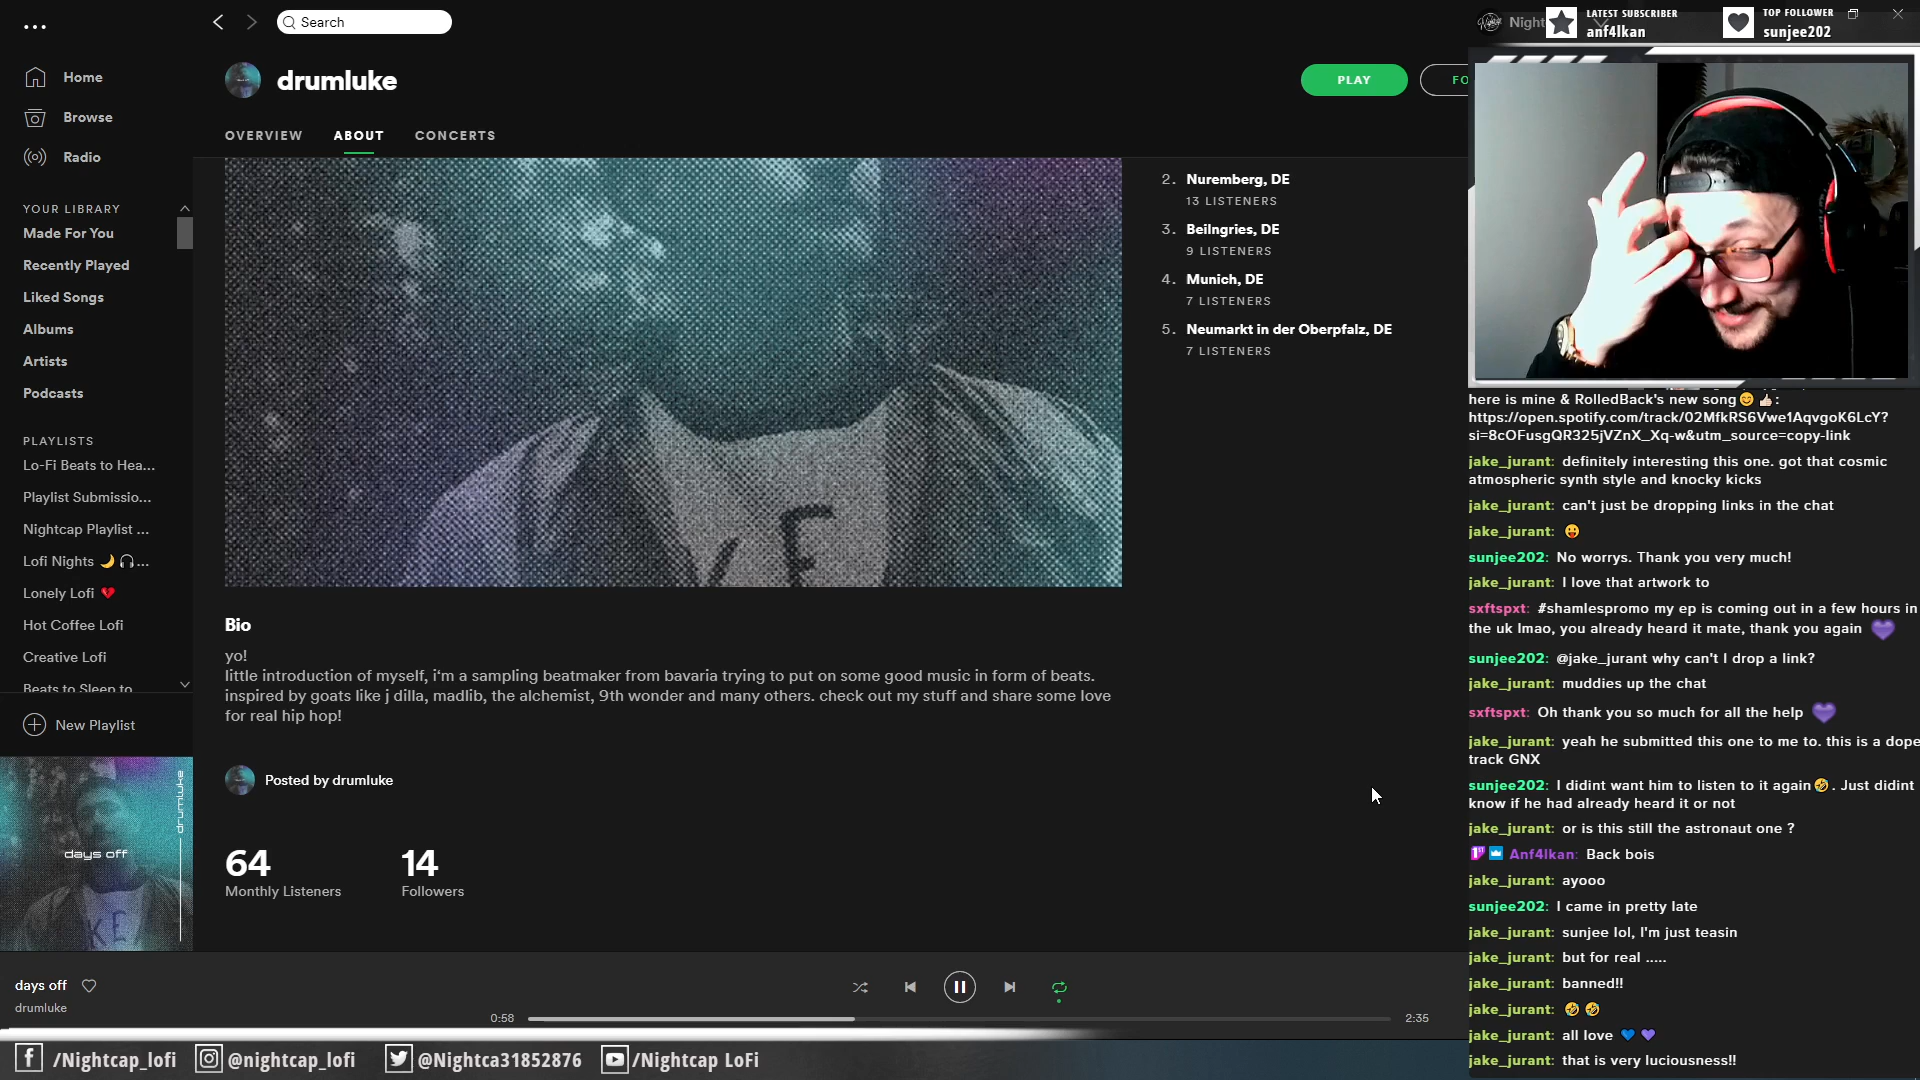 Search
Home
Browse
Radio
YOUR LIBRARY
Made For You
Recently Played
Liked Songs
Albums
Artists
Podcasts
PLAYLISTS
Lo-Fi Beats to Hea...
Playlist Submissio...
Nightcap Playlist ...
Lofi Nights 🌙🎧...
Lonely Lofi 💔
Hot Coffee Lofi
Creative Lofi
Beats to Sleep to
New Playlist
drumluke
days off
KE
days off
drumluke
drumluke
PLAY
FO
OVERVIEW
ABOUT
CONCERTS
KE
2. Nuremberg, DE
13 LISTENERS
3. Beilngries, DE
9 LISTENERS
4. Munich, DE
7 LISTENERS
5. Neumarkt in der Oberpfalz, DE
7 LISTENERS
Bio
yo!
little introduction of myself, i'm a sampling beatmaker from bavaria trying to put on some good music in form of beats.
inspired by goats like j dilla, madlib, the alchemist, 9th wonder and many others. check out my stuff and share some love
for real hip hop!
Posted by drumluke
64
Monthly Listeners
14
Followers
0:58
2:35
Night
LATEST SUBSCRIBER
anf4lkan
TOP FOLLOWER
sunjee202
here is mine & RolledBack's new song😊👍🏻:
https://open.spotify.com/track/02MfkRS6Vwe1AqvgoK6LcY?
si=8cOFusgQR325jVZnX_Xq-w&utm_source=copy-link
jake_jurant: definitely interesting this one. got that cosmic
atmospheric synth style and knocky kicks
jake_jurant: can't just be dropping links in the chat
jake_jurant: 😛
sunjee202: No worrys. Thank you very much!
jake_jurant: I love that artwork to
sxftspxt: #shamlespromo my ep is coming out in a few hours in
the uk lmao, you already heard it mate, thank you again 💜
sunjee202: @jake_jurant why can't I drop a link?
jake_jurant: muddies up the chat
sxftspxt: Oh thank you so much for all the help 💜
jake_jurant: yeah he submitted this one to me to. this is a dope
track GNX
sunjee202: I didint want him to listen to it again🤣. Just didint
know if he had already heard it or not
jake_jurant: or is this still the astronaut one ?
Anf4lkan: Back bois
jake_jurant: ayooo
sunjee202: I came in pretty late
jake_jurant: sunjee lol, I'm just teasin
jake_jurant: but for real .....
jake_jurant: banned!!
jake_jurant: 🤣 🤣
jake_jurant: all love 💙 💜
jake_jurant: that is very luciousness!!
/Nightcap_lofi
@nightcap_lofi
@Nightca31852876
/Nightcap LoFi